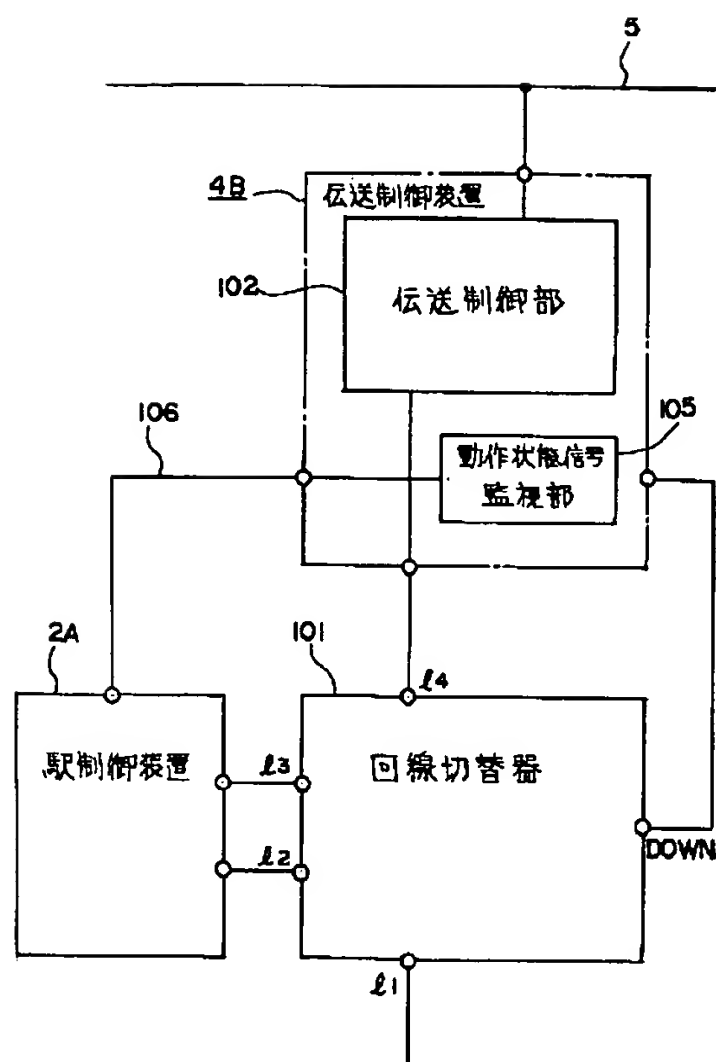 5
4B
伝送制御装置
102
伝送制御部
106
105
動作状態信号
監視部
2A
101
ℓ4
駅制御装置
ℓ3
回線切替器
ℓ2
DOWN
ℓ1